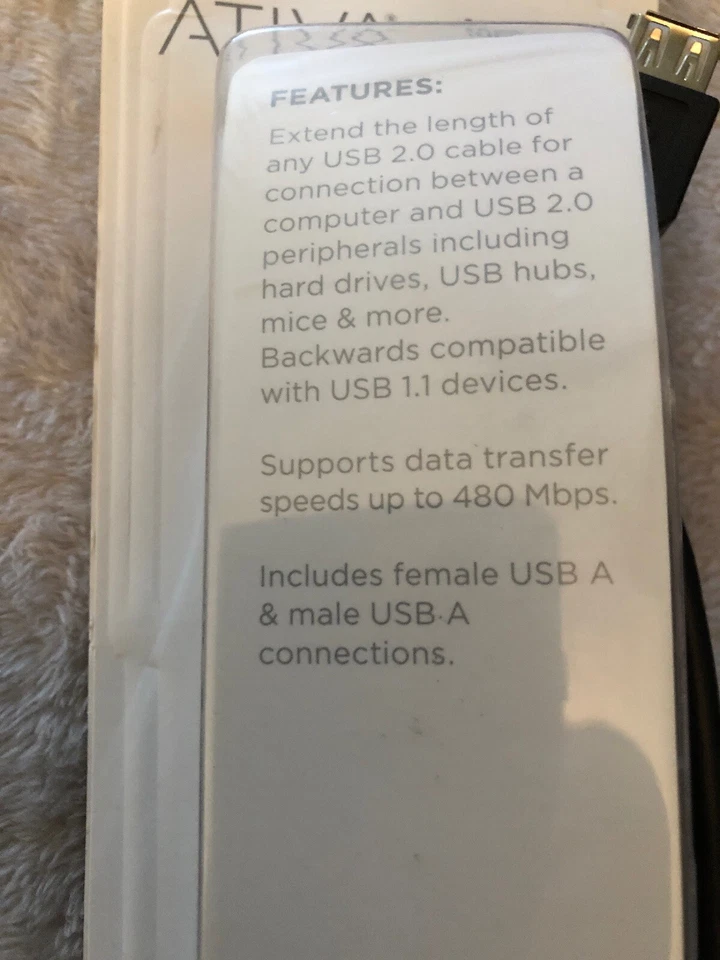 ATIVA
FEATURES:
Extend the length of
any USB 2.0 cable for
connection between a
computer and USB 2.0
peripherals including
hard drives, USB hubs,
mice & more.
Backwards compatible
with USB 1.1 devices.
Supports data transfer
speeds up to 480 Mbps.
Includes female USB A
& male USB A
connections.